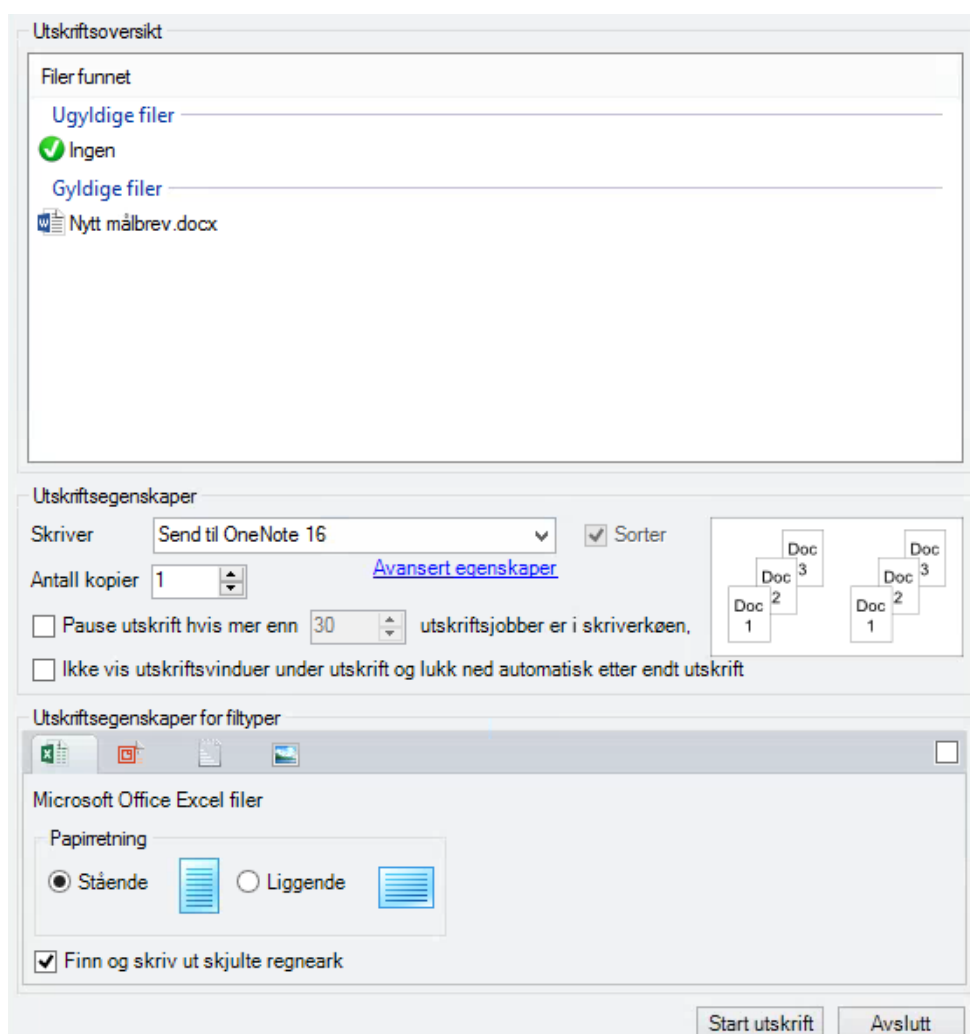 Utskriftsoversikt
Filer funnet
Ugyldige filer
Ingen
Gyldige filer
Nytt målbrev.docx
Utskriftsegenskaper
Skriver Send til OneNote 16 Sorter
Avansert egenskaper
Antall kopier 1
Pause utskrift hvis mer enn 30 utskriftsjobber er i skriverkøen,
Ikke vis utskriftsvinduer under utskrift og lukk ned automatisk etter endt utskrift
Doc 3
Doc 2
Doc 1
Doc 3
Doc 2
Doc 1
Utskriftsegenskaper for filtyper
Microsoft Office Excel filer
Papirretning
Stående Liggende
Finn og skriv ut skjulte regneark
Start utskrift Avslutt